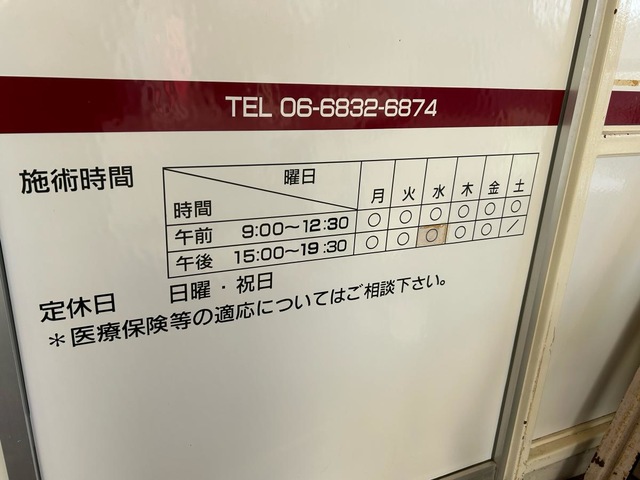 TEL 06-6832-6874
施術時間
曜日 月 火 水 木 金 土
時間
午前 9:00～12:30 ○ ○ ○ ○ ○ ○
午後 15:00～19:30 ○ ○ ○ ○ ○ ／
定休日 日曜・祝日
＊医療保険等の適応についてはご相談下さい。